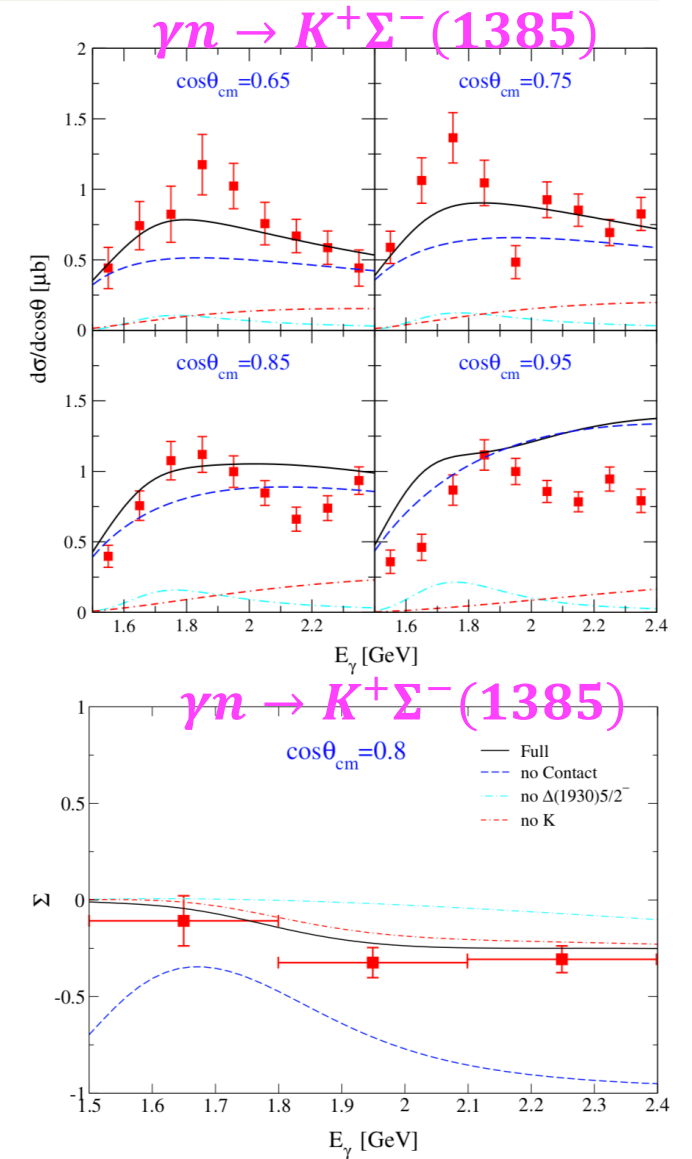 γn → K⁺Σ⁻(1385)
2
cosθcm=0.65
cosθcm=0.75
1.5
1
0.5
0
dσ/dcosθ [μb]
cosθcm=0.85
cosθcm=0.95
1.5
1
0.5
0
1.6 1.8 2 2.2 1.6 1.8 2 2.2 2.4
Eγ [GeV]
γn → K⁺Σ⁻(1385)
1
cosθcm=0.8
Full
no Contact
no Δ(1930)5/2⁻
no K
0.5
Σ
0
-0.5
-1
1.5 1.6 1.7 1.8 1.9 2 2.1 2.2 2.3 2.4
Eγ [GeV]